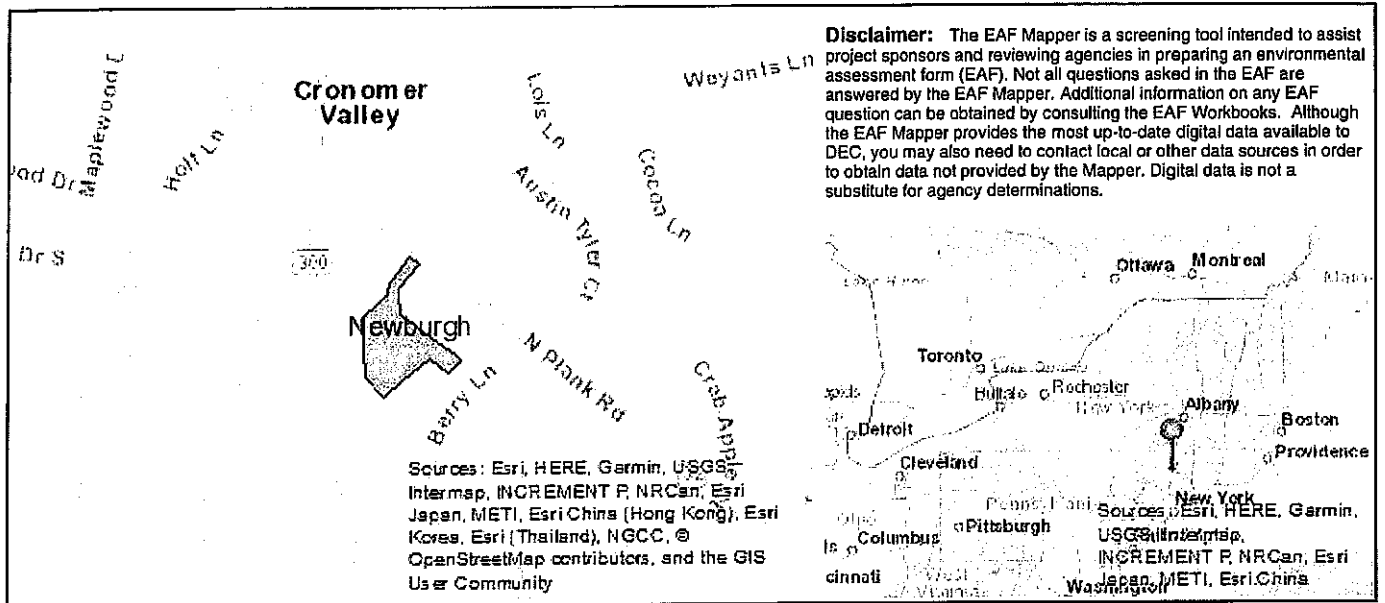 Maplewood D
Holf Ln
Cronomer
Valley
Lois Ln
Weyants Ln
Cocoa Ln
Austin Tyler Ct
Dr S
300
Newburgh
N Plank Rd
Berry Ln
Crab Apple
Sources: Esri, HERE, Garmin, USGS,
Intermap, INCREMENT P, NRCan, Esri
Japan, METI, Esri China (Hong Kong), Esri
Korea, Esri (Thailand), NGCC, ©
OpenStreetMap contributors, and the GIS
User Community
Disclaimer: The EAF Mapper is a screening tool intended to assist
project sponsors and reviewing agencies in preparing an environmental
assessment form (EAF). Not all questions asked in the EAF are
answered by the EAF Mapper. Additional information on any EAF
question can be obtained by consulting the EAF Workbooks. Although
the EAF Mapper provides the most up-to-date digital data available to
DEC, you may also need to contact local or other data sources in order
to obtain data not provided by the Mapper. Digital data is not a
substitute for agency determinations.
Ottawa
Montreal
Toronto
Buffalo
Rochester
New York
Albany
Detroit
Boston
Cleveland
Providence
New York
Pittsburgh
Columbus
cinnati
Washington
Sources: Esri, HERE, Garmin,
USGS, Intermap,
INCREMENT P, NRCan, Esri
Japan, METI, Esri China